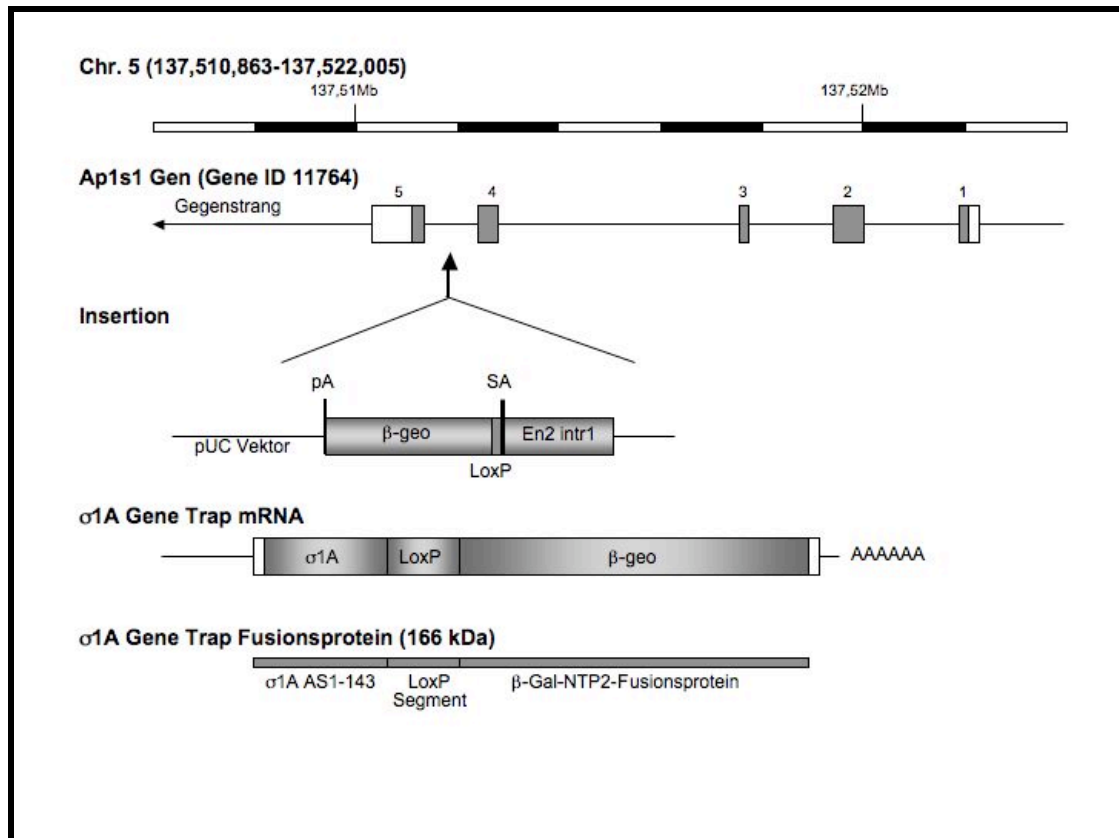 Chr. 5 (137,510,863-137,522,005)
137,51Mb 137,52Mb
Ap1s1 Gen (Gene ID 11764)
5 4 3 2 1
Gegenstrang
Insertion
pA SA
β-geo En2 intr1
pUC Vektor
LoxP
σ1A Gene Trap mRNA
σ1A LoxP β-geo AAAAAA
σ1A Gene Trap Fusionsprotein (166 kDa)
σ1A AS1-143 LoxP β-Gal-NTP2-Fusionsprotein
Segment